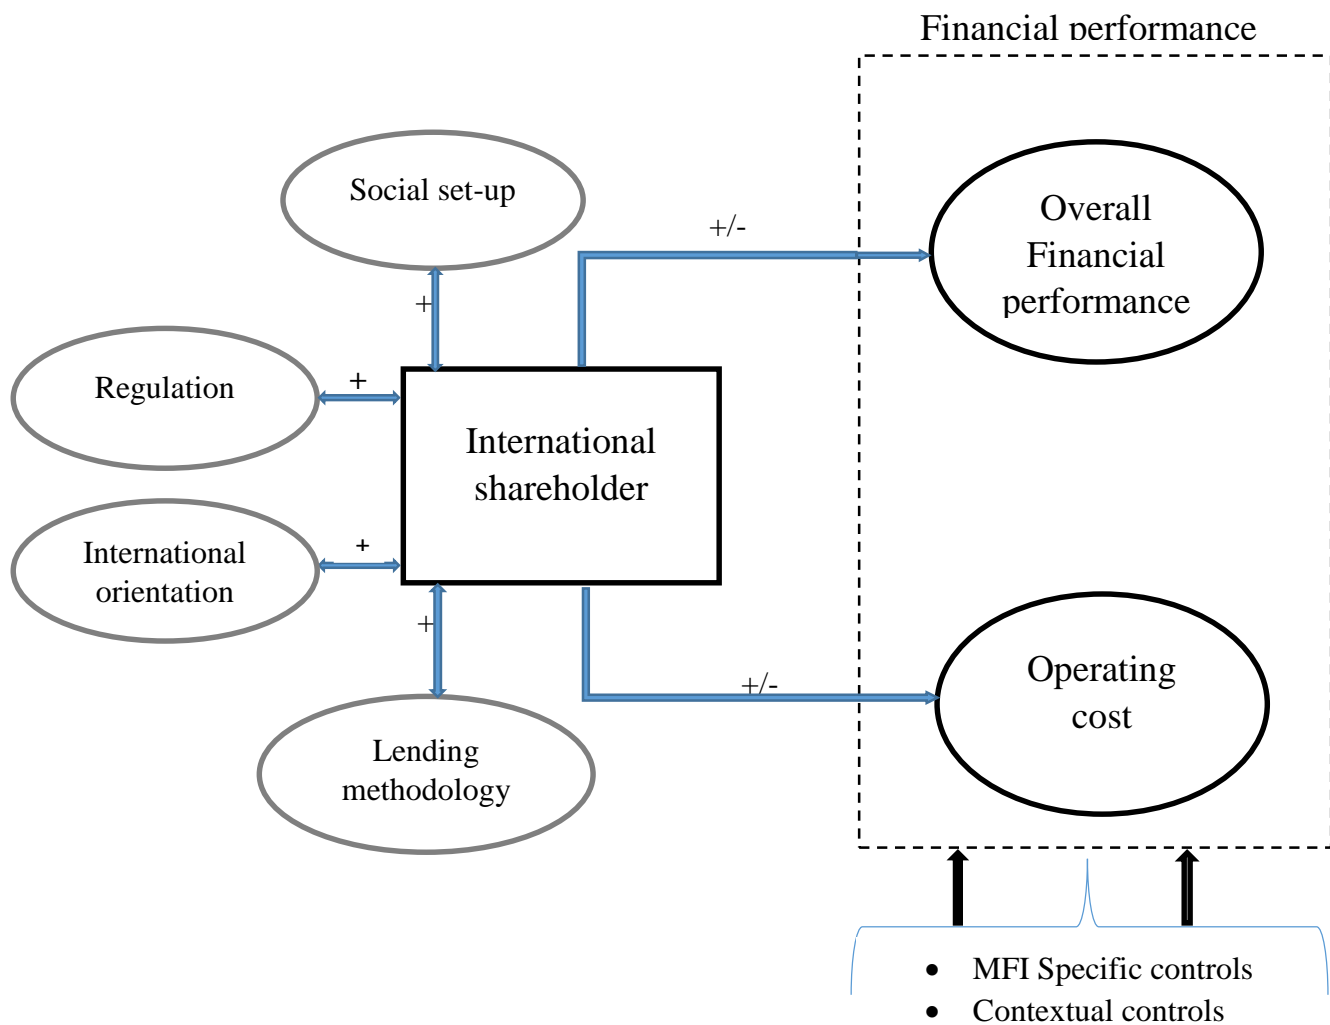 Financial performance
Social set-up
+/-
Overall
Financial
performance
+
Regulation
+
International
shareholder
International
orientation
+
+
+/-
Operating
cost
Lending
methodology
• MFI Specific controls
• Contextual controls